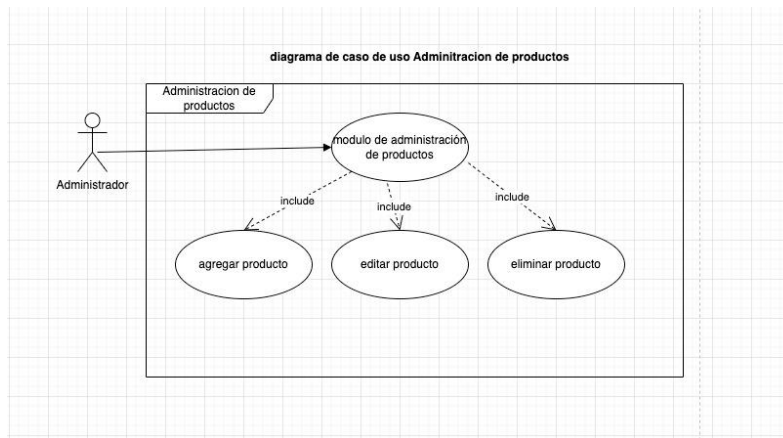 diagrama de caso de uso Adminitracion de productos
Administracion de
productos
modulo de administración
de productos
Administrador
include
include
include
agregar producto
editar producto
eliminar producto